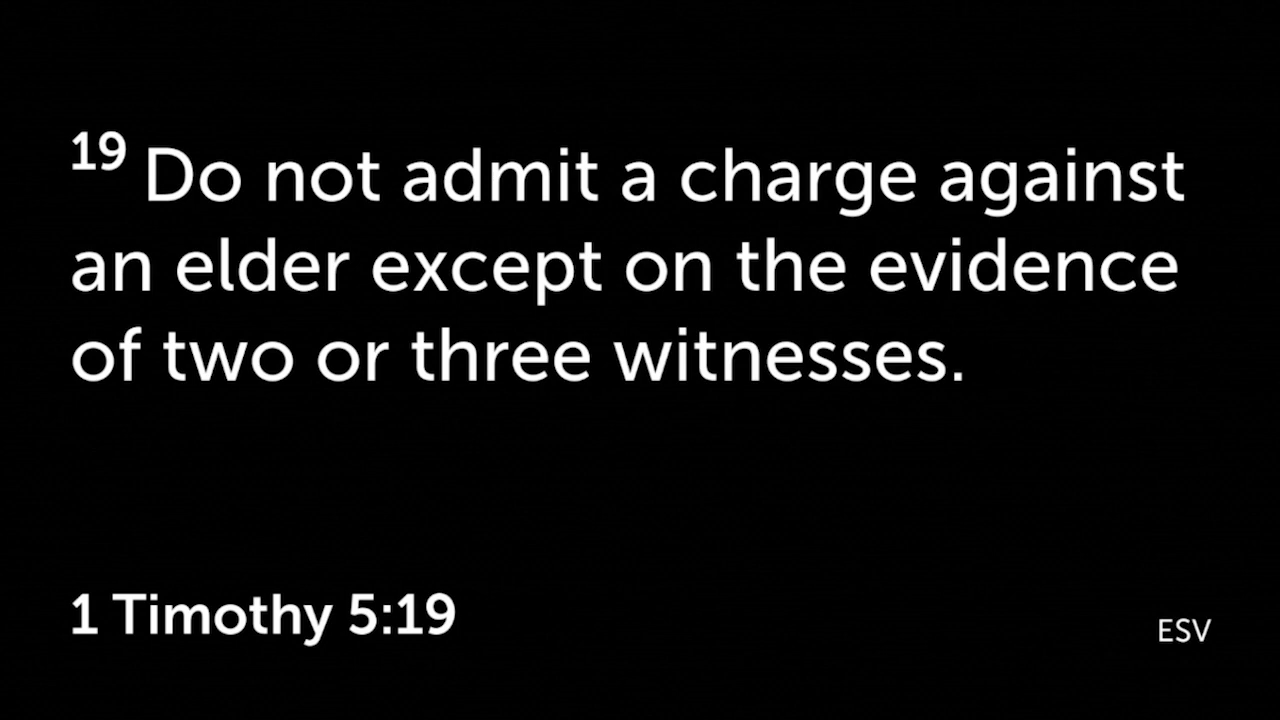 19 Do not admit a charge against
an elder except on the evidence
of two or three witnesses.
1 Timothy 5:19
ESV